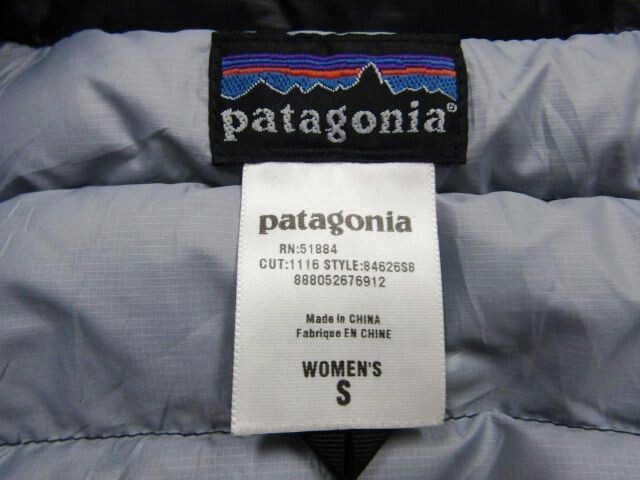 patagonia®
patagonia
RN:51884
CUT:1116 STYLE:84626S8
888052676912
Made in CHINA
Fabrique EN CHINE
WOMEN'S
S